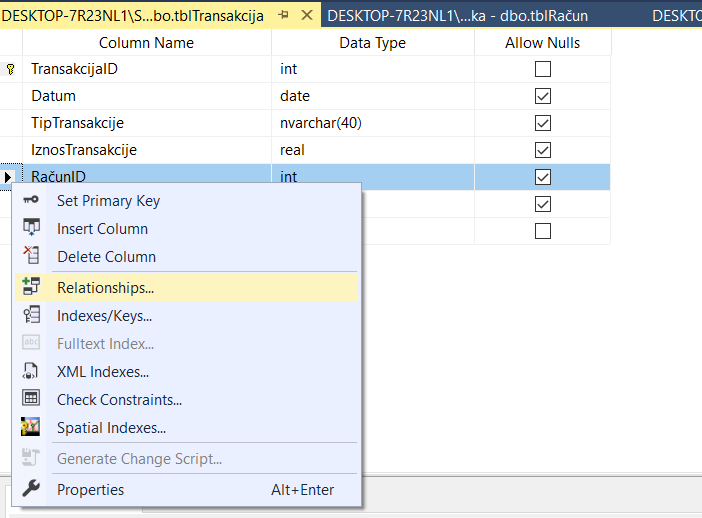 DESKTOP-7R23NL1\S...bo.tblTransakcija DESKTOP-7R23NL1\...ka - dbo.tblRačun DESKTO
Column Name Data Type Allow Nulls
TransakcijaID int
Datum date
TipTransakcije nvarchar(40)
IznosTransakcije real
RačunID int
Set Primary Key
Insert Column
Delete Column
Relationships...
Indexes/Keys...
abc Fulltext Index...
XML Indexes...
Check Constraints...
Spatial Indexes...
Generate Change Script...
Properties Alt+Enter